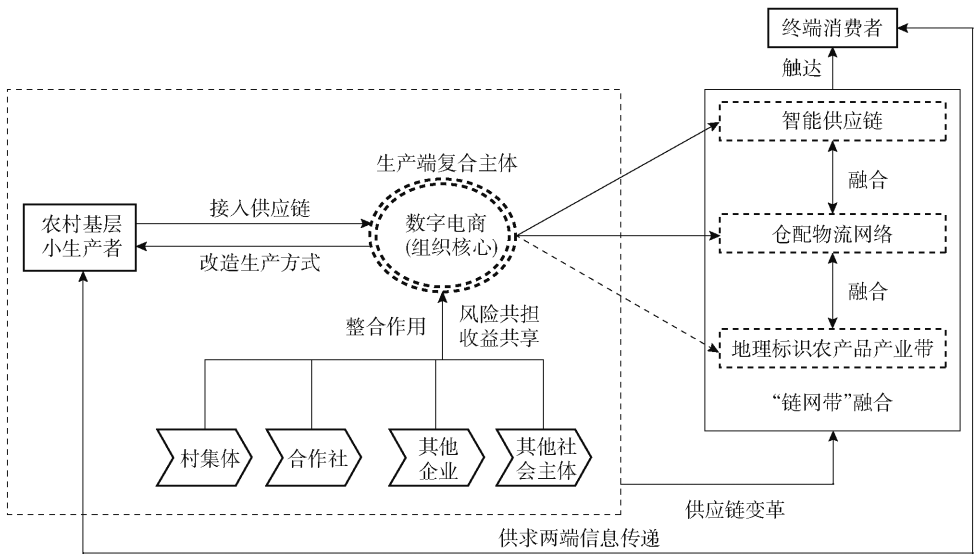 终端消费者
触达
智能供应链
生产端复合主体
融合
农村基层
小生产者
接入供应链
改造生产方式
数字电商
(组织核心)
仓配物流网络
融合
整合作用
风险共担
收益共享
地理标识农产品产业带
“链网带”融合
村集体
合作社
其他
企业
其他社
会主体
供应链变革
供求两端信息传递